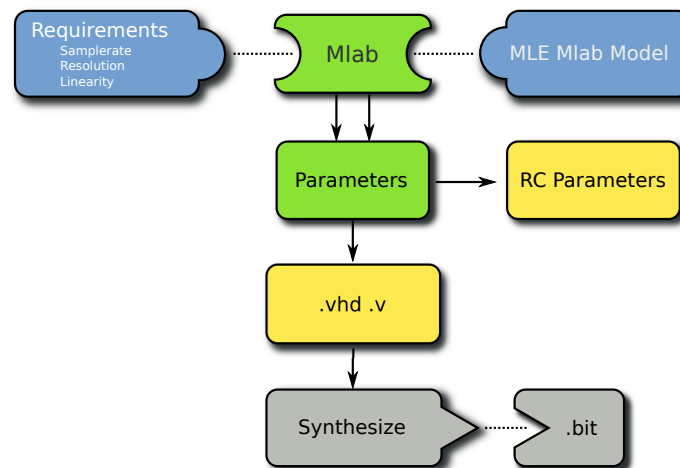 Requirements
Samplerate
Resolution
Linearity
Mlab
MLE Mlab Model
Parameters
RC Parameters
.vhd .v
Synthesize
.bit